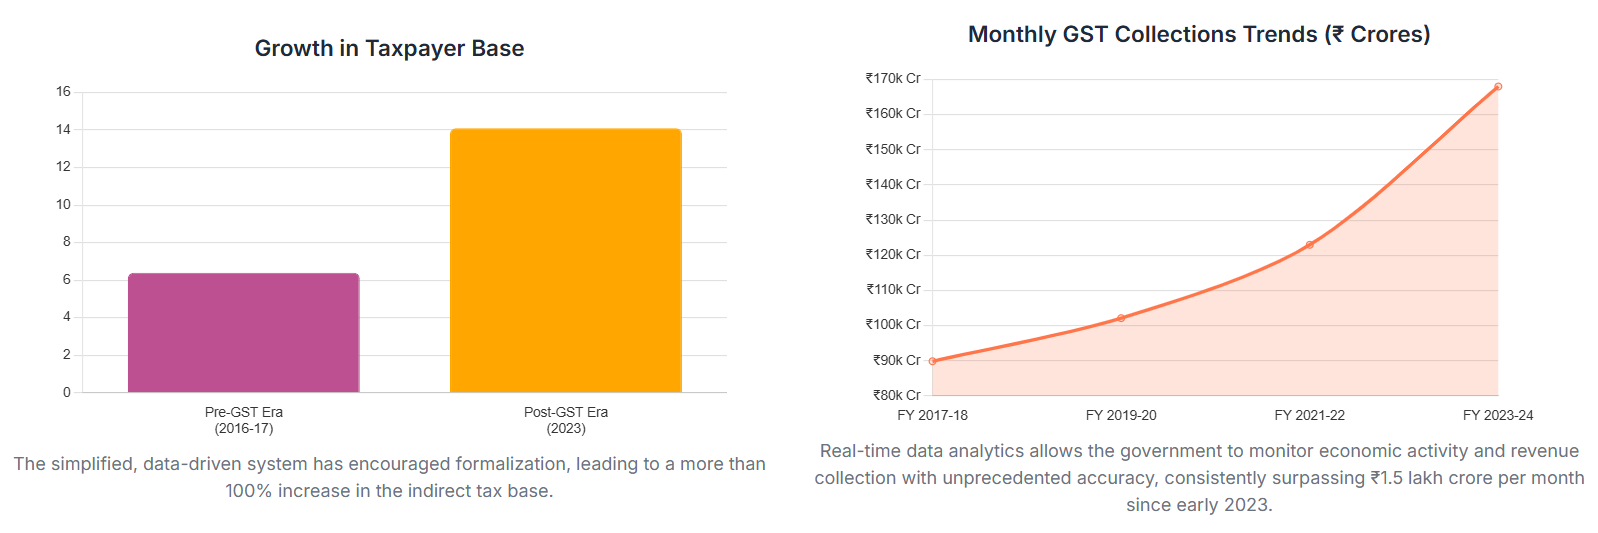 Growth in Taxpayer Base
16
14
12
10
8
6
4
2
0
Pre-GST Era
(2016-17)
Post-GST Era
(2023)
The simplified, data-driven system has encouraged formalization, leading to a more than
100% increase in the indirect tax base.
Monthly GST Collections Trends (₹ Crores)
₹170k Cr
₹160k Cr
₹150k Cr
₹140k Cr
₹130k Cr
₹120k Cr
₹110k Cr
₹100k Cr
₹90k Cr
₹80k Cr
FY 2017-18
FY 2019-20
FY 2021-22
FY 2023-24
Real-time data analytics allows the government to monitor economic activity and revenue
collection with unprecedented accuracy, consistently surpassing ₹1.5 lakh crore per month
since early 2023.